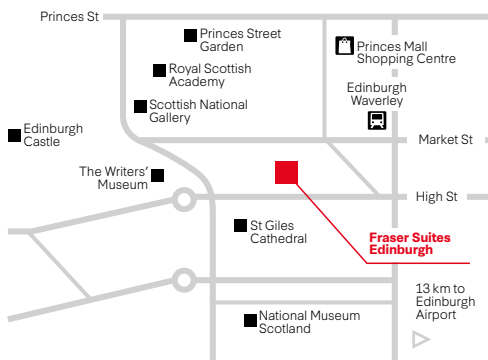 Princes St
Princes Street
Garden
Princes Mall
Shopping Centre
Royal Scottish
Academy
Edinburgh
Waverley
Scottish National
Gallery
Edinburgh
Castle
Market St
The Writers'
Museum
High St
St Giles
Cathedral
Fraser Suites
Edinburgh
13 km to
Edinburgh
Airport
National Museum
Scotland